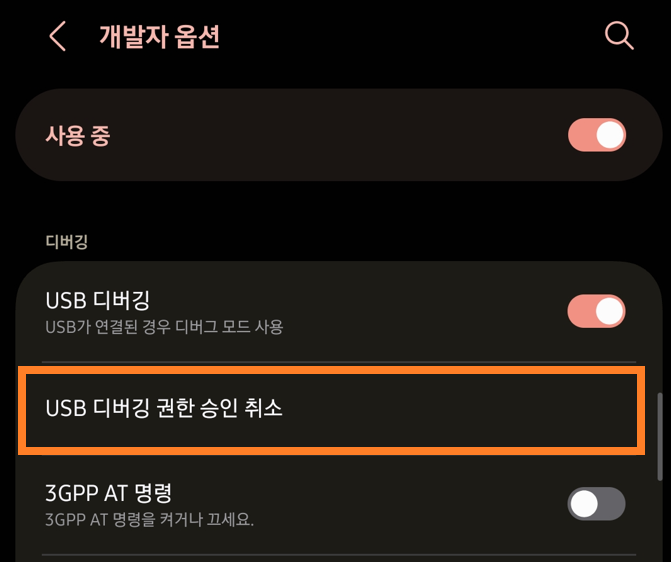 개발자 옵션
사용 중
디버깅
USB 디버깅
USB가 연결된 경우 디버그 모드 사용
USB 디버깅 권한 승인 취소
3GPP AT 명령
3GPP AT 명령을 켜거나 끄세요.